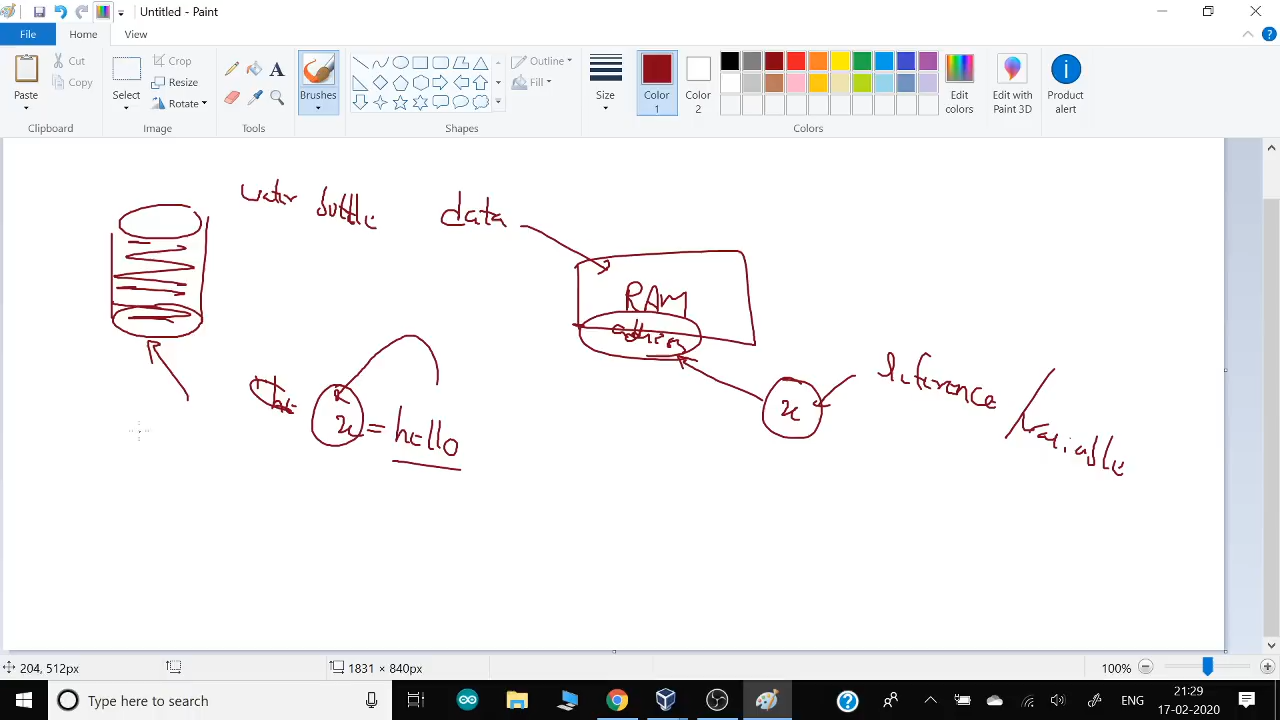 Untitled - Paint
File
Home
View
Paste
Cut
Copy
Clipboard
Select
Crop
Resize
Rotate
Image
Tools
Brushes
Outline
Fill
Shapes
Size
Color
1
Color
2
Edit
colors
Edit with
Paint 3D
Product
alert
Colors
water bottle
data
RAM
x = hello
x
/variable
204, 512px
1831 × 840px
100%
Type here to search
ENG
21:29
17-02-2020